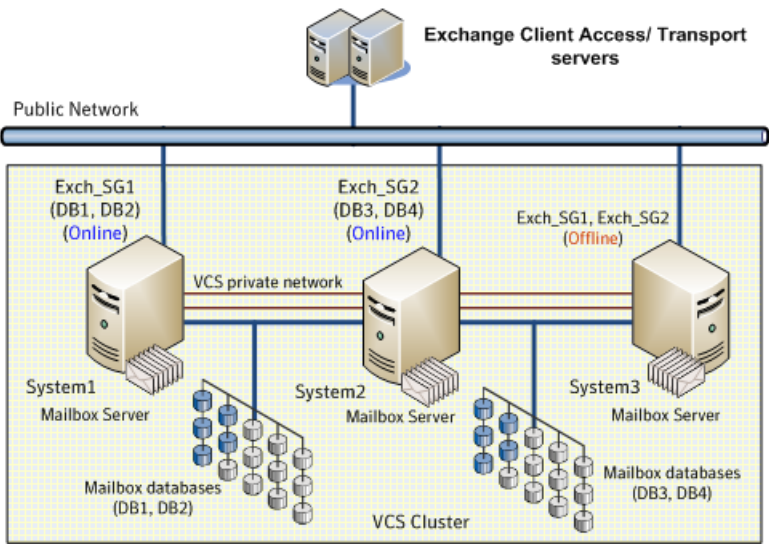 Exchange Client Access/ Transport
servers
Public Network
Exch_SG1
(DB1, DB2)
(Online)
Exch_SG2
(DB3, DB4)
(Online)
Exch_SG1, Exch_SG2
(Offline)
VCS private network
System1
Mailbox Server
System2
Mailbox Server
System3
Mailbox Server
Mailbox databases
(DB1, DB2)
Mailbox databases
(DB3, DB4)
VCS Cluster